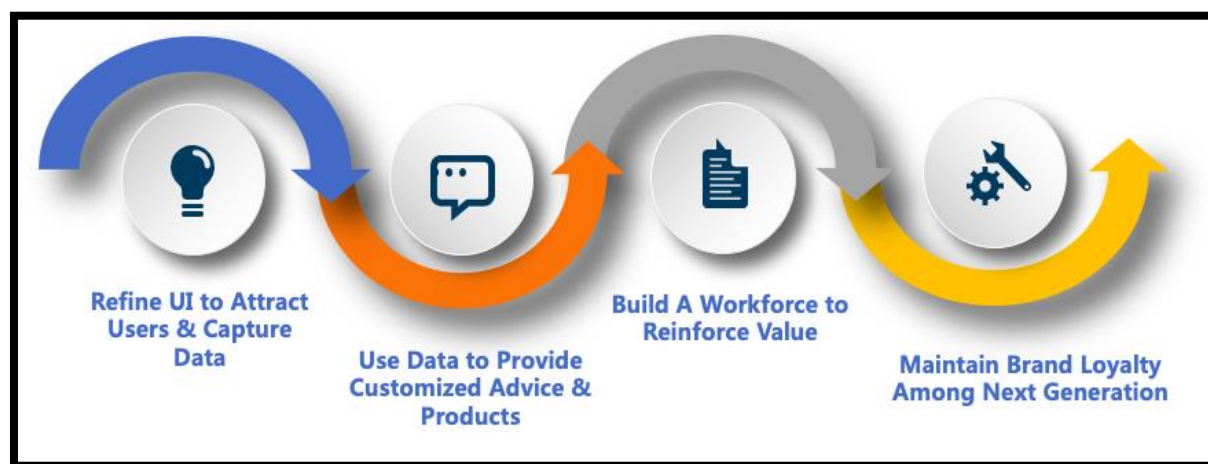 Refine UI to Attract
Users & Capture
Data
Use Data to Provide
Customized Advice &
Products
Build A Workforce to
Reinforce Value
Maintain Brand Loyalty
Among Next Generation